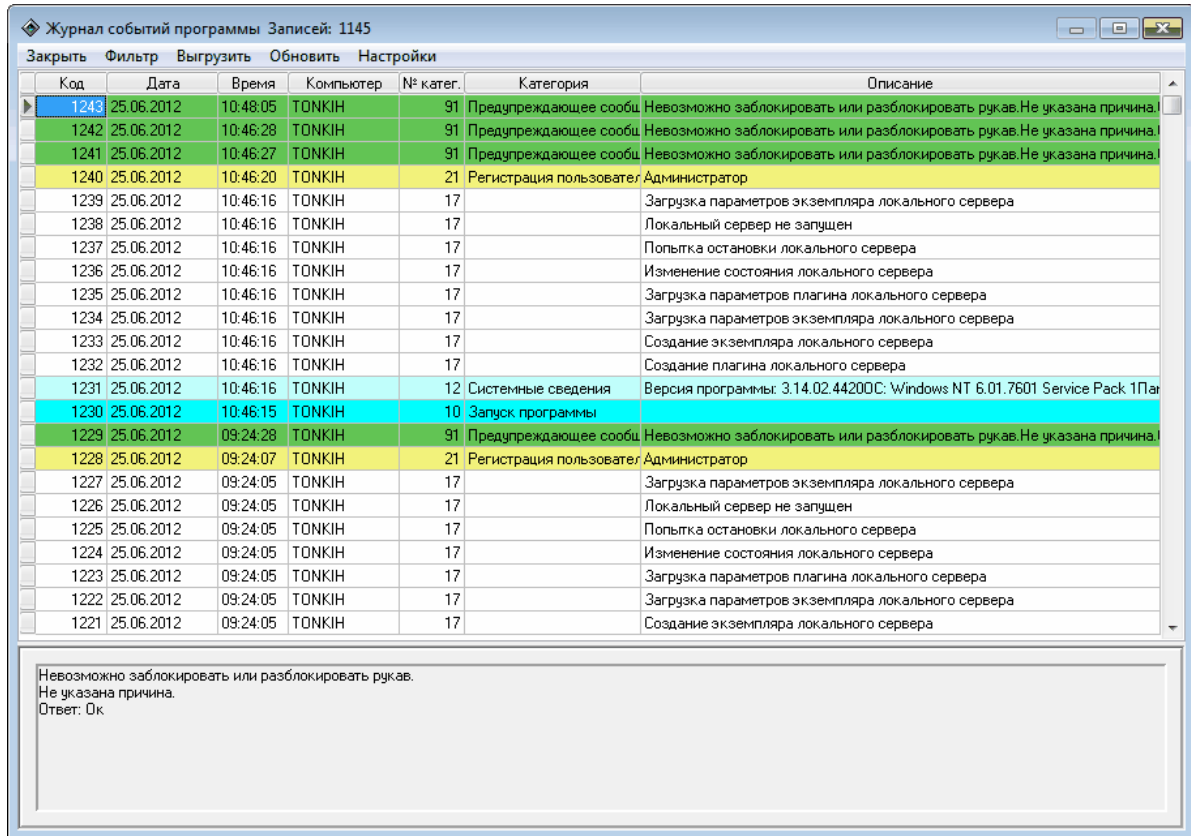 Журнал событий программы Записей: 1145
Закрыть Фильтр Выгрузить Обновить Настройки
Код Дата Время Компьютер № катег. Категория Описание
1243 25.06.2012 10:48:05 TONKIH 91 Предупреждающее сообщ Невозможно заблокировать или разблокировать рукав.Не указана причина.
1242 25.06.2012 10:46:28 TONKIH 91 Предупреждающее сообщ Невозможно заблокировать или разблокировать рукав.Не указана причина.
1241 25.06.2012 10:46:27 TONKIH 91 Предупреждающее сообщ Невозможно заблокировать или разблокировать рукав.Не указана причина.
1240 25.06.2012 10:46:20 TONKIH 21 Регистрация пользовател Администратор
1239 25.06.2012 10:46:16 TONKIH 17 Загрузка параметров экземпляра локального сервера
1238 25.06.2012 10:46:16 TONKIH 17 Локальный сервер не запущен
1237 25.06.2012 10:46:16 TONKIH 17 Попытка остановки локального сервера
1236 25.06.2012 10:46:16 TONKIH 17 Изменение состояния локального сервера
1235 25.06.2012 10:46:16 TONKIH 17 Загрузка параметров плагина локального сервера
1234 25.06.2012 10:46:16 TONKIH 17 Загрузка параметров экземпляра локального сервера
1233 25.06.2012 10:46:16 TONKIH 17 Создание экземпляра локального сервера
1232 25.06.2012 10:46:16 TONKIH 17 Создание плагина локального сервера
1231 25.06.2012 10:46:16 TONKIH 12 Системные сведения Версия программы: 3.14.02.4420ОС: Windows NT 6.01.7601 Service Pack 1Пар
1230 25.06.2012 10:46:15 TONKIH 10 Запуск программы
1229 25.06.2012 09:24:28 TONKIH 91 Предупреждающее сообщ Невозможно заблокировать или разблокировать рукав.Не указана причина.
1228 25.06.2012 09:24:07 TONKIH 21 Регистрация пользовател Администратор
1227 25.06.2012 09:24:05 TONKIH 17 Загрузка параметров экземпляра локального сервера
1226 25.06.2012 09:24:05 TONKIH 17 Локальный сервер не запущен
1225 25.06.2012 09:24:05 TONKIH 17 Попытка остановки локального сервера
1224 25.06.2012 09:24:05 TONKIH 17 Изменение состояния локального сервера
1223 25.06.2012 09:24:05 TONKIH 17 Загрузка параметров плагина локального сервера
1222 25.06.2012 09:24:05 TONKIH 17 Загрузка параметров экземпляра локального сервера
1221 25.06.2012 09:24:05 TONKIH 17 Создание экземпляра локального сервера
Невозможно заблокировать или разблокировать рукав.
Не указана причина.
Ответ: Ок